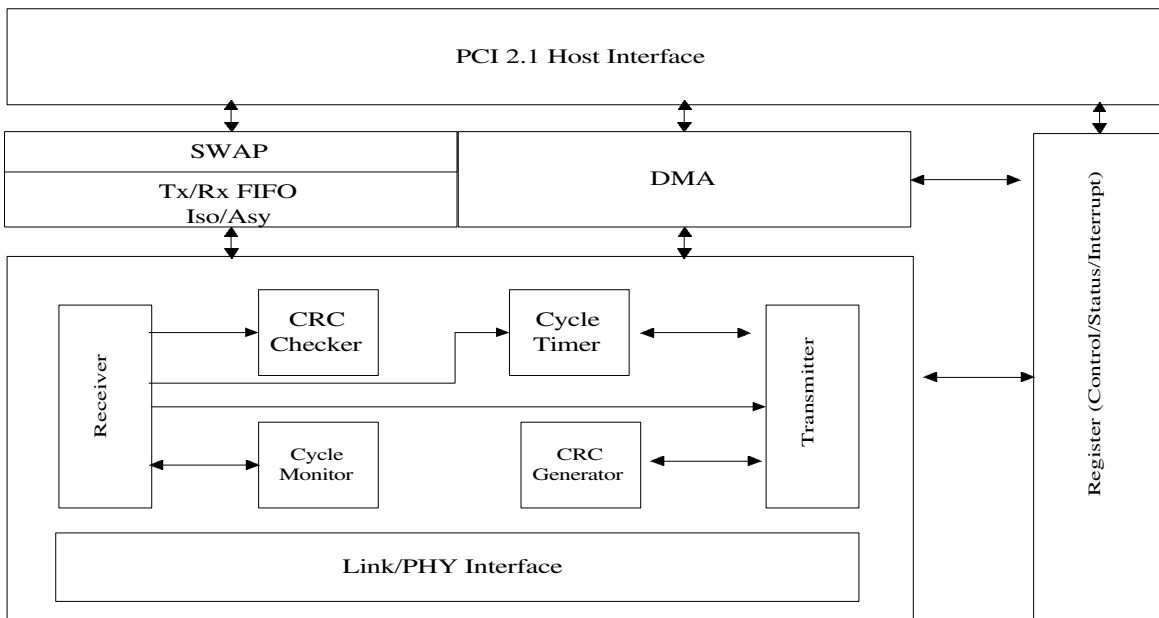 PCI 2.1 Host Interface
SWAP
Tx/Rx FIFO
Iso/Asy
DMA
Register (Control/Status/Interrupt)
Receiver
CRC
Checker
Cycle
Timer
Transmitter
Cycle
Monitor
CRC
Generator
Link/PHY Interface